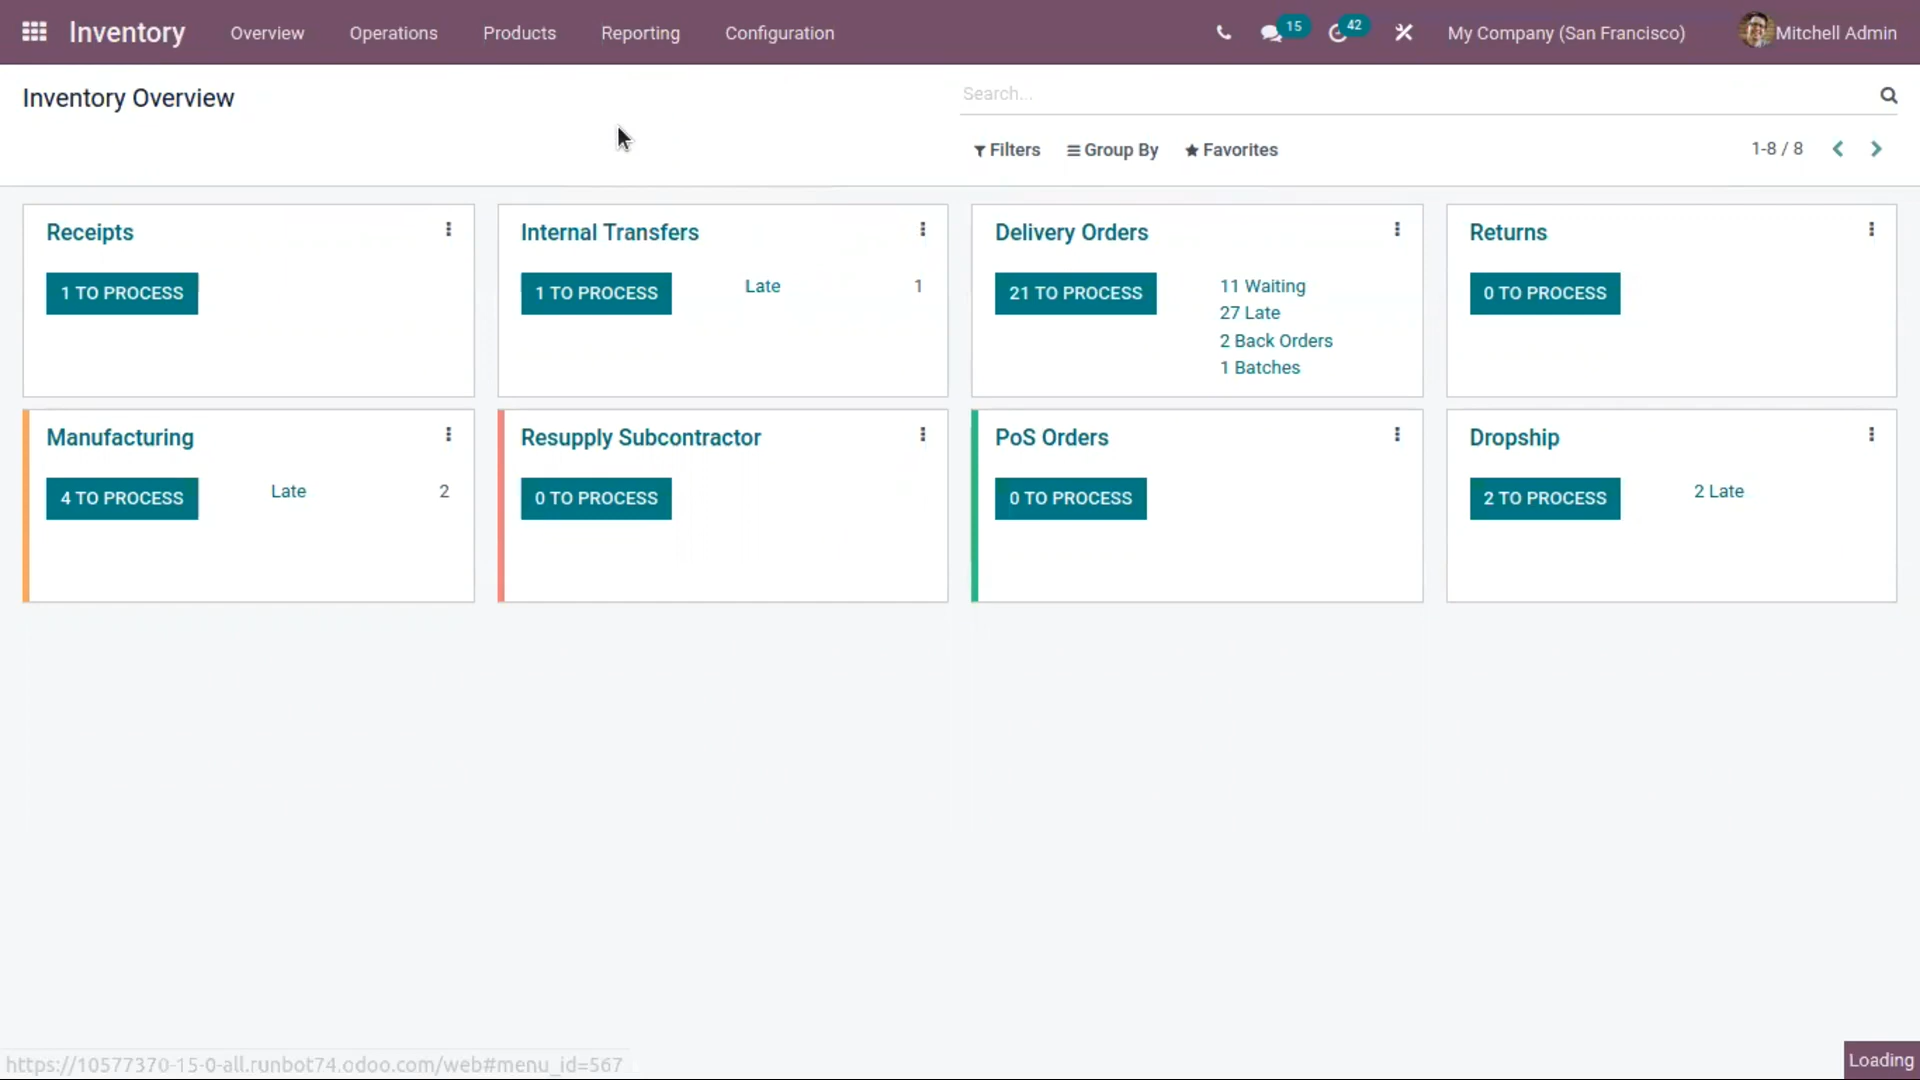 Inventory Overview Operations Products Reporting Configuration 15 42 My Company (San Francisco) Mitchell Admin
Inventory Overview
Search...
Filters Group By Favorites 1-8 / 8
Receipts
1 TO PROCESS
Internal Transfers
1 TO PROCESS Late 1
Delivery Orders
21 TO PROCESS
11 Waiting
27 Late
2 Back Orders
1 Batches
Returns
0 TO PROCESS
Manufacturing
4 TO PROCESS Late 2
Resupply Subcontractor
0 TO PROCESS
PoS Orders
0 TO PROCESS
Dropship
2 TO PROCESS 2 Late
https://10577370-15-0-all.runbot74.odoo.com/web#menu_id=567
Loading